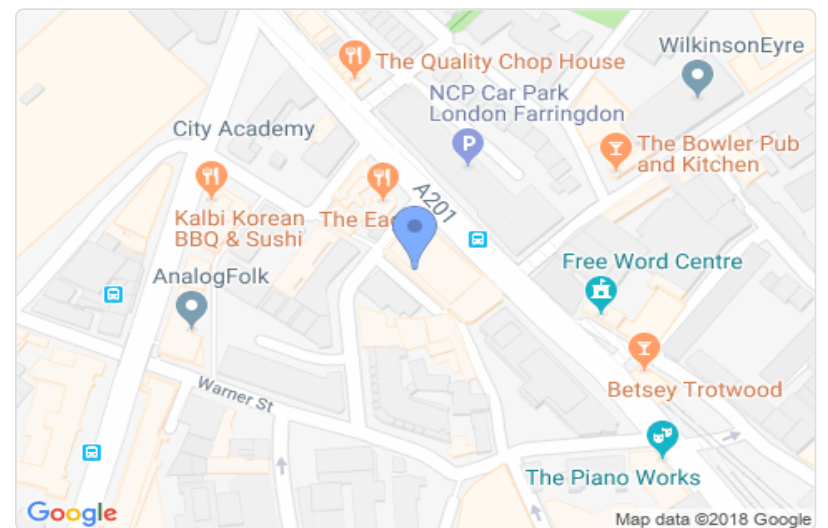 WilkinsonEyre
The Quality Chop House
NCP Car Park
London Farringdon
P
City Academy
The Bowler Pub
and Kitchen
A201
Kalbi Korean
BBQ & Sushi
The Ea
Free Word Centre
AnalogFolk
Warner St
Betsey Trotwood
The Piano Works
Google
Map data ©2018 Google